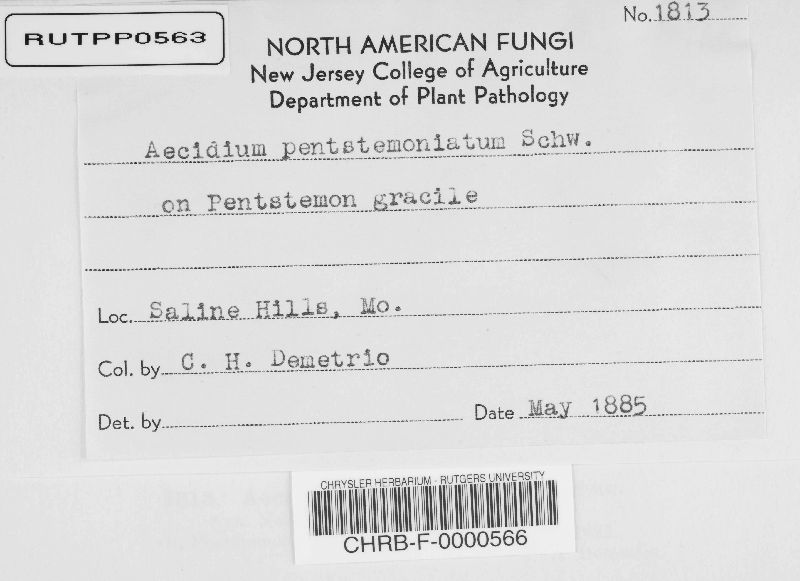 No. 1813
RUTPP0563
NORTH AMERICAN FUNGI
New Jersey College of Agriculture
Department of Plant Pathology
Aecidium pentstemoniatum Schw.
on Pentstemon gracile
Loc. Saline Hills, Mo.
Col. by C. H. Demetrio
Det. by
Date May 1885
CHRYSLER HERBARIUM - RUTGERS UNIVERSITY
CHRB-F-0000566